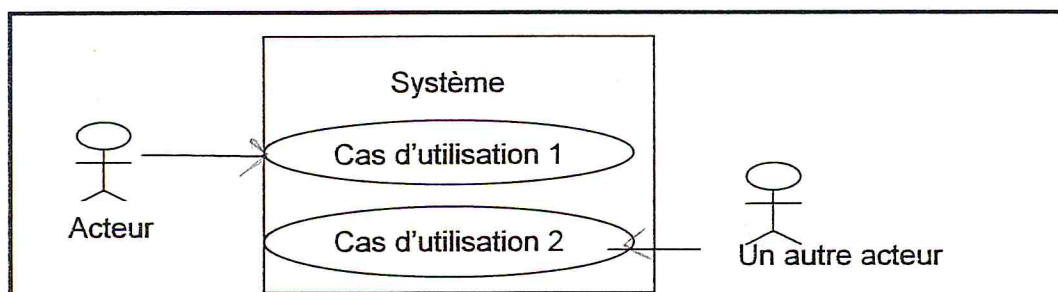 Système
Cas d'utilisation 1
Acteur
Cas d'utilisation 2
Un autre acteur